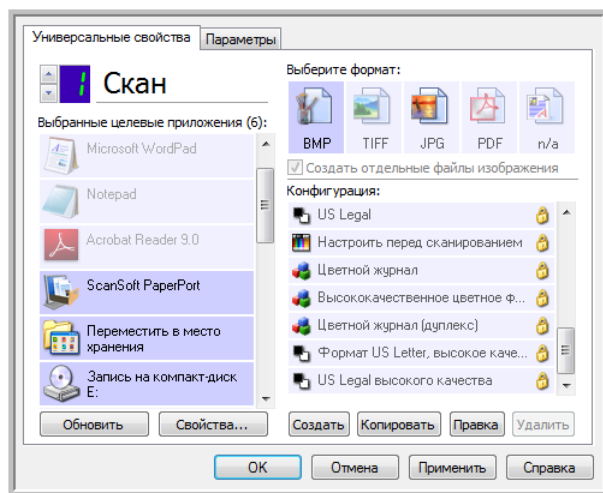 Универсальные свойства Параметры
1 Скан
Выбранные целевые приложения (6):
Microsoft WordPad
Notepad
Acrobat Reader 9.0
ScanSoft PaperPort
Переместить в место
хранения
Запись на компакт-диск
E:
Обновить Свойства...
Выберите формат:
BMP TIFF JPG PDF n/a
Создать отдельные файлы изображения
Конфигурация:
US Legal
Настроить перед сканированием
Цветной журнал
Высококачественное цветное ф...
Цветной журнал (дуплекс)
Формат US Letter, высокое каче...
US Legal высокого качества
Создать Копировать Правка Удалить
OK Отмена Применить Справка